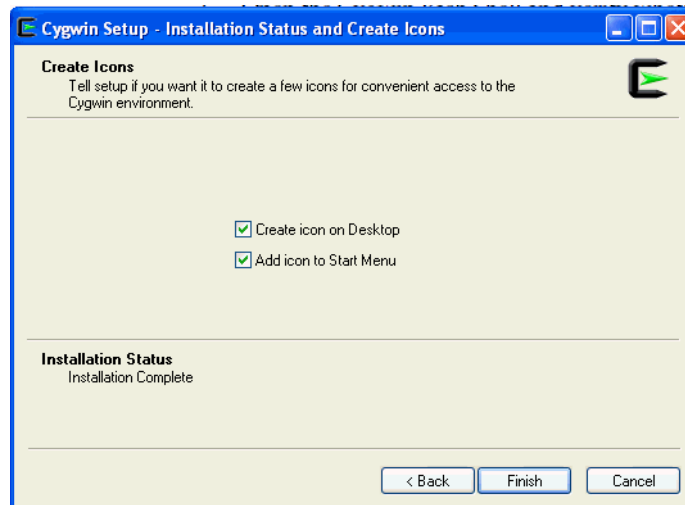 Cygwin Setup - Installation Status and Create Icons
Create Icons
Tell setup if you want it to create a few icons for convenient access to the
Cygwin environment.
Create icon on Desktop
Add icon to Start Menu
Installation Status
Installation Complete
< Back Finish Cancel